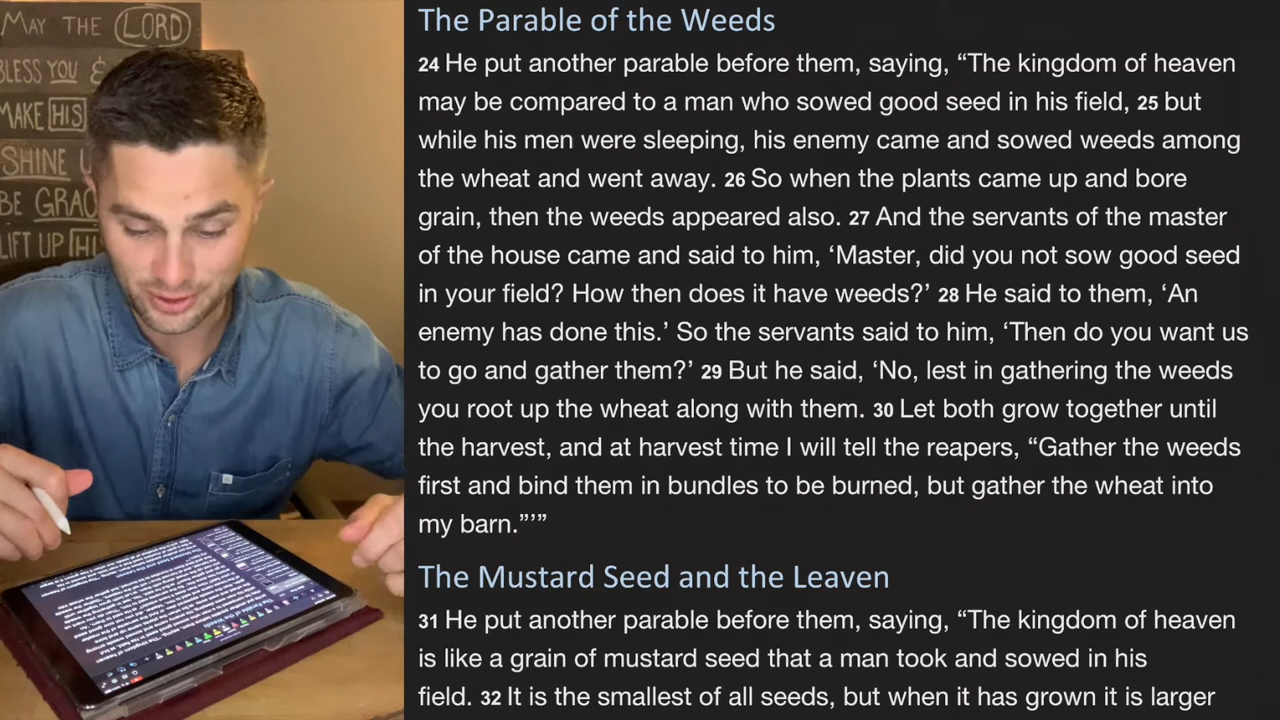 MAY THE LORD
BLESS YOU &
MAKE HIS
SHINE
BE GRAC
LIFT UP
The Parable of the Weeds
24 He put another parable before them, saying, “The kingdom of heaven
may be compared to a man who sowed good seed in his field, 25 but
while his men were sleeping, his enemy came and sowed weeds among
the wheat and went away. 26 So when the plants came up and bore
grain, then the weeds appeared also. 27 And the servants of the master
of the house came and said to him, ‘Master, did you not sow good seed
in your field? How then does it have weeds?’ 28 He said to them, ‘An
enemy has done this.’ So the servants said to him, ‘Then do you want us
to go and gather them?’ 29 But he said, ‘No, lest in gathering the weeds
you root up the wheat along with them. 30 Let both grow together until
the harvest, and at harvest time I will tell the reapers, “Gather the weeds
first and bind them in bundles to be burned, but gather the wheat into
my barn.”’”
The Mustard Seed and the Leaven
31 He put another parable before them, saying, “The kingdom of heaven
is like a grain of mustard seed that a man took and sowed in his
field. 32 It is the smallest of all seeds, but when it has grown it is larger